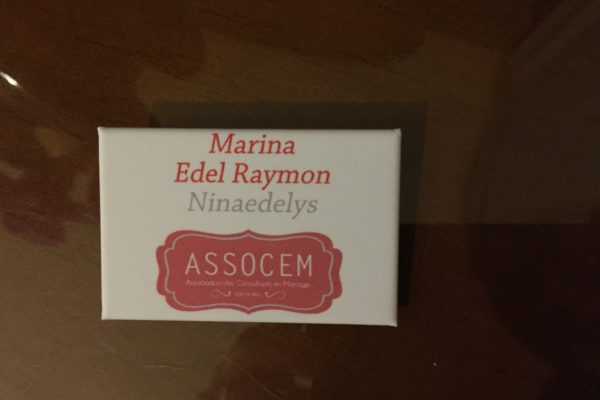 Marina
Edel Raymon
Ninaedelys
ASSOCEM
Association des Consultants en Mariage